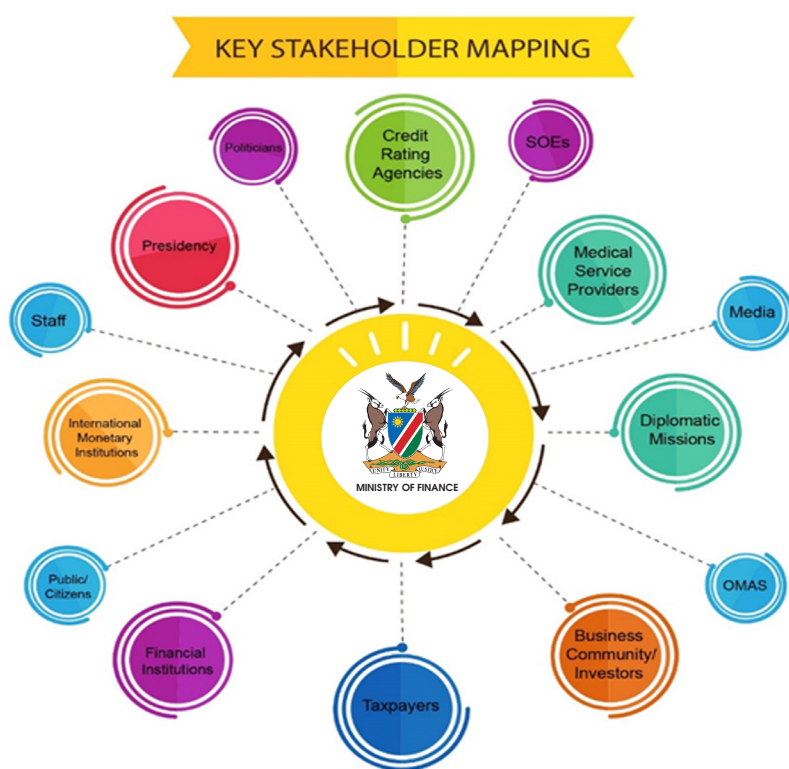 KEY STAKEHOLDER MAPPING
Politicians
Credit
Rating
Agencies
SOEs
Presidency
Medical
Service
Providers
Staff
Media
International
Monetary
Institutions
Diplomatic
Missions
UNITY LIBERTY JUSTICE
MINISTRY OF FINANCE
Public/
Citizens
OMAS
Financial
Institutions
Business
Community/
Investors
Taxpayers